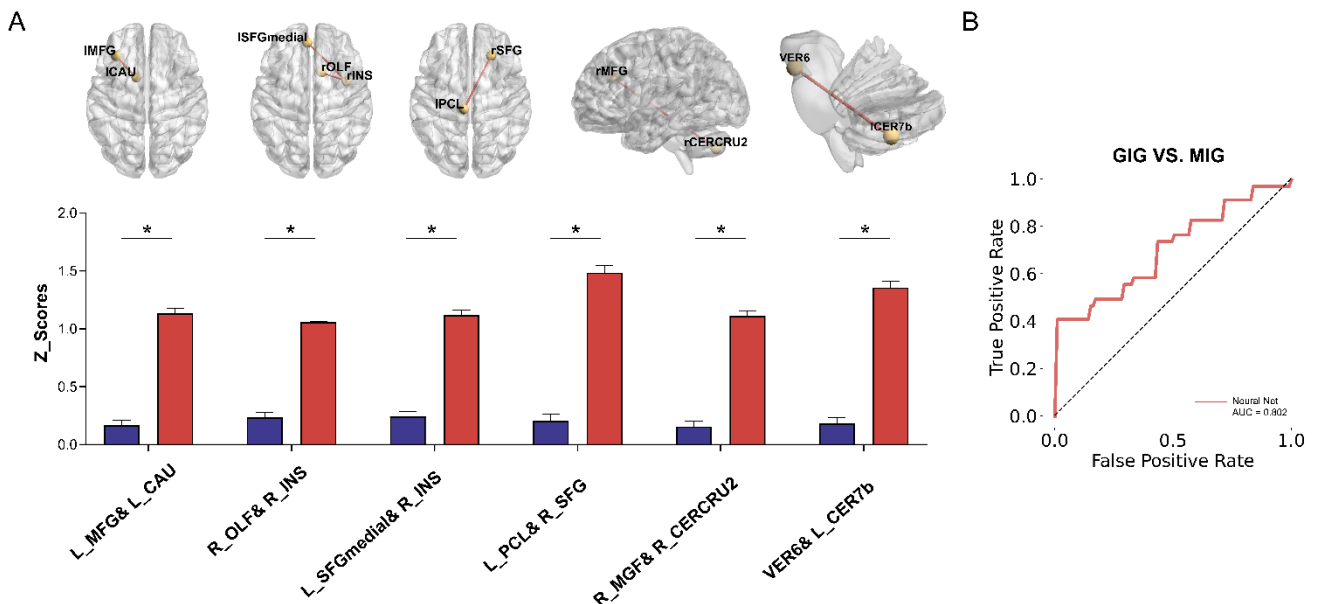 A
B
lMFG
lCAU
lSFGmedial
rOLF
rINS
rSFG
lPCL
rMFG
rCERCRU2
VER6
lCER7b
Z_Scores
2.0
1.5
1.0
0.5
0.0
* * * * * *
L_MFG& L_CAU
R_OLF& R_INS
L_SFGmedial& R_INS
L_PCL& R_SFG
R_MGF& R_CERCRU2
VER6& L_CER7b
GIG VS. MIG
True Positive Rate
1.0
0.8
0.6
0.4
0.2
0.0
Neural Net
AUC = 0.802
0.0 0.5 1.0
False Positive Rate